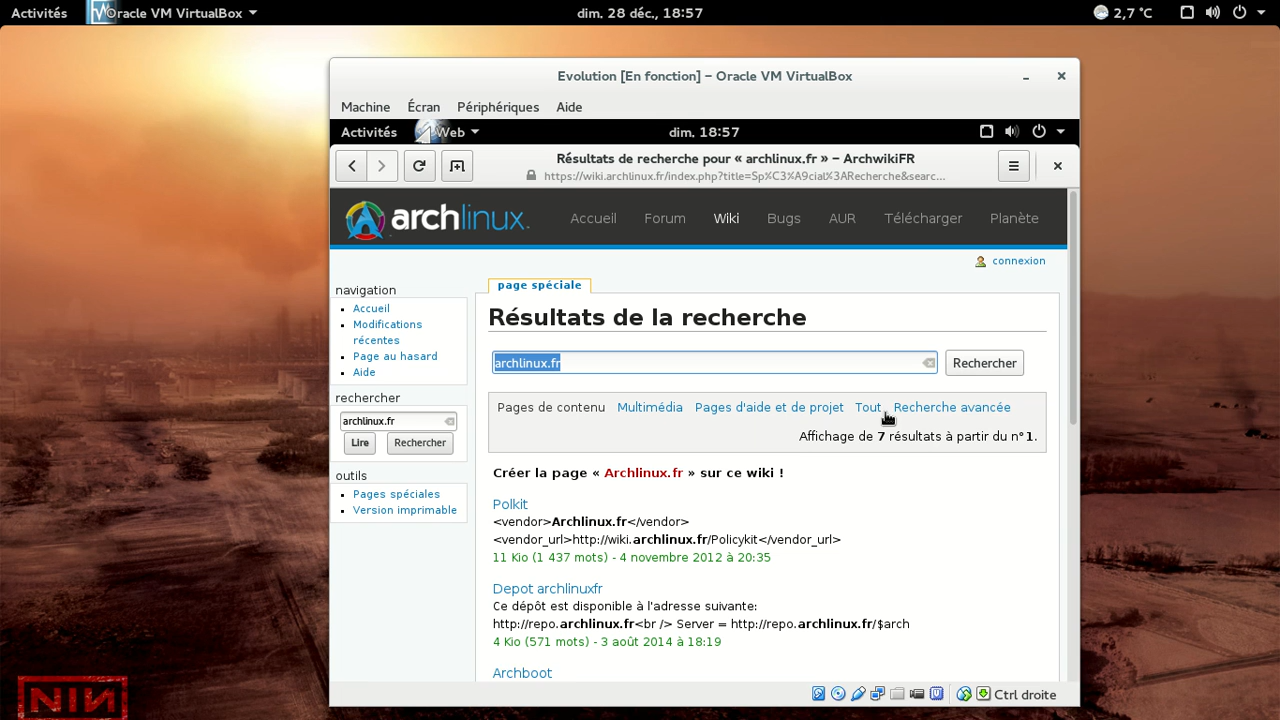 Activités Oracle VM VirtualBox dim. 28 déc., 18:57 2,7 °C
Evolution [En fonction] – Oracle VM VirtualBox
Machine Écran Périphériques Aide
Activités Web dim. 18:57
Résultats de recherche pour « archlinux.fr » – ArchwikiFR
https://wiki.archlinux.fr/index.php?title=Sp%C3%A9cial%3ARecherche&searc...
archlinux. Accueil Forum Wiki Bugs AUR Télécharger Planète
connexion
page spéciale
navigation
Accueil
Modifications
récentes
Page au hasard
Aide
rechercher
archlinux.fr
Lire Rechercher
outils
Pages spéciales
Version imprimable
Résultats de la recherche
archlinux.fr Rechercher
Pages de contenu Multimédia Pages d'aide et de projet Tout Recherche avancée
Affichage de 7 résultats à partir du n°1.
Créer la page « Archlinux.fr » sur ce wiki !
Polkit
<vendor>Archlinux.fr</vendor>
<vendor_url>http://wiki.archlinux.fr/Policykit</vendor_url>
11 Kio (1 437 mots) - 4 novembre 2012 à 20:35
Depot archlinuxfr
Ce dépôt est disponible à l'adresse suivante:
http://repo.archlinux.fr<br /> Server = http://repo.archlinux.fr/$arch
4 Kio (571 mots) - 3 août 2014 à 18:19
Archboot
Ctrl droite
NIN